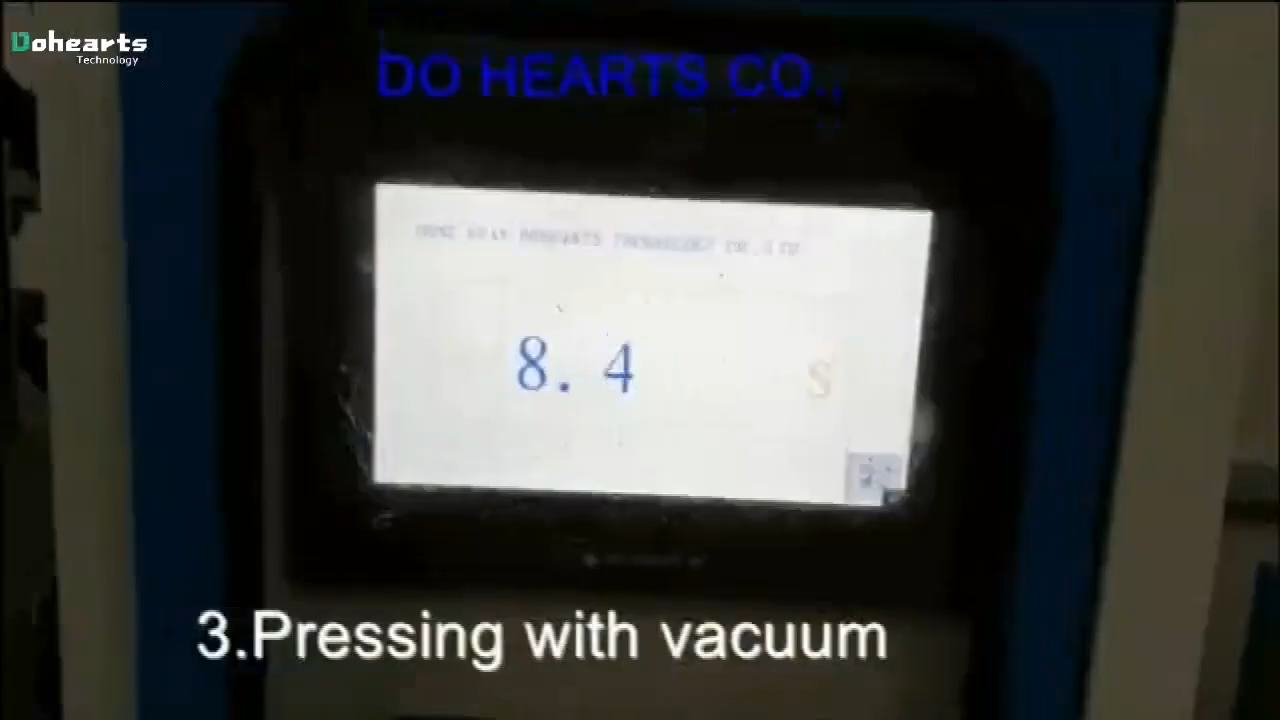 Dohearts
Technology
DO HEARTS CO.,
8.4 S
3.Pressing with vacuum